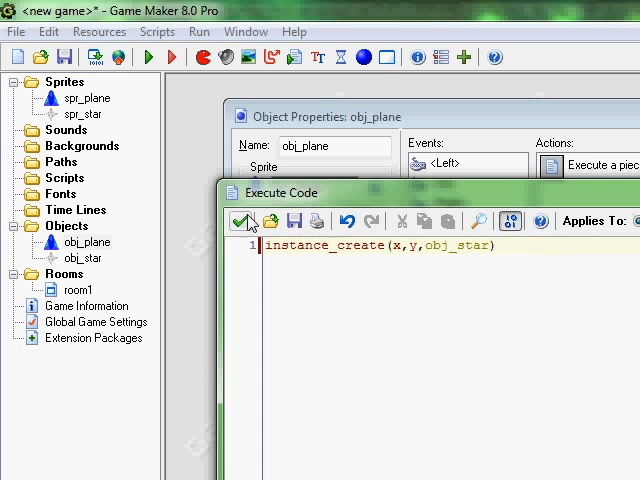 <new game>* - Game Maker 8.0 Pro
File Edit Resources Scripts Run Window Help
Sprites
spr_plane
spr_star
Sounds
Backgrounds
Paths
Scripts
Fonts
Time Lines
Objects
obj_plane
obj_star
Rooms
room1
Game Information
Global Game Settings
Extension Packages
Object Properties: obj_plane
Name: obj_plane
Events:
Actions:
Sprite
<Left>
Execute a piec
Execute Code
Applies To:
1 instance_create(x,y,obj_star)